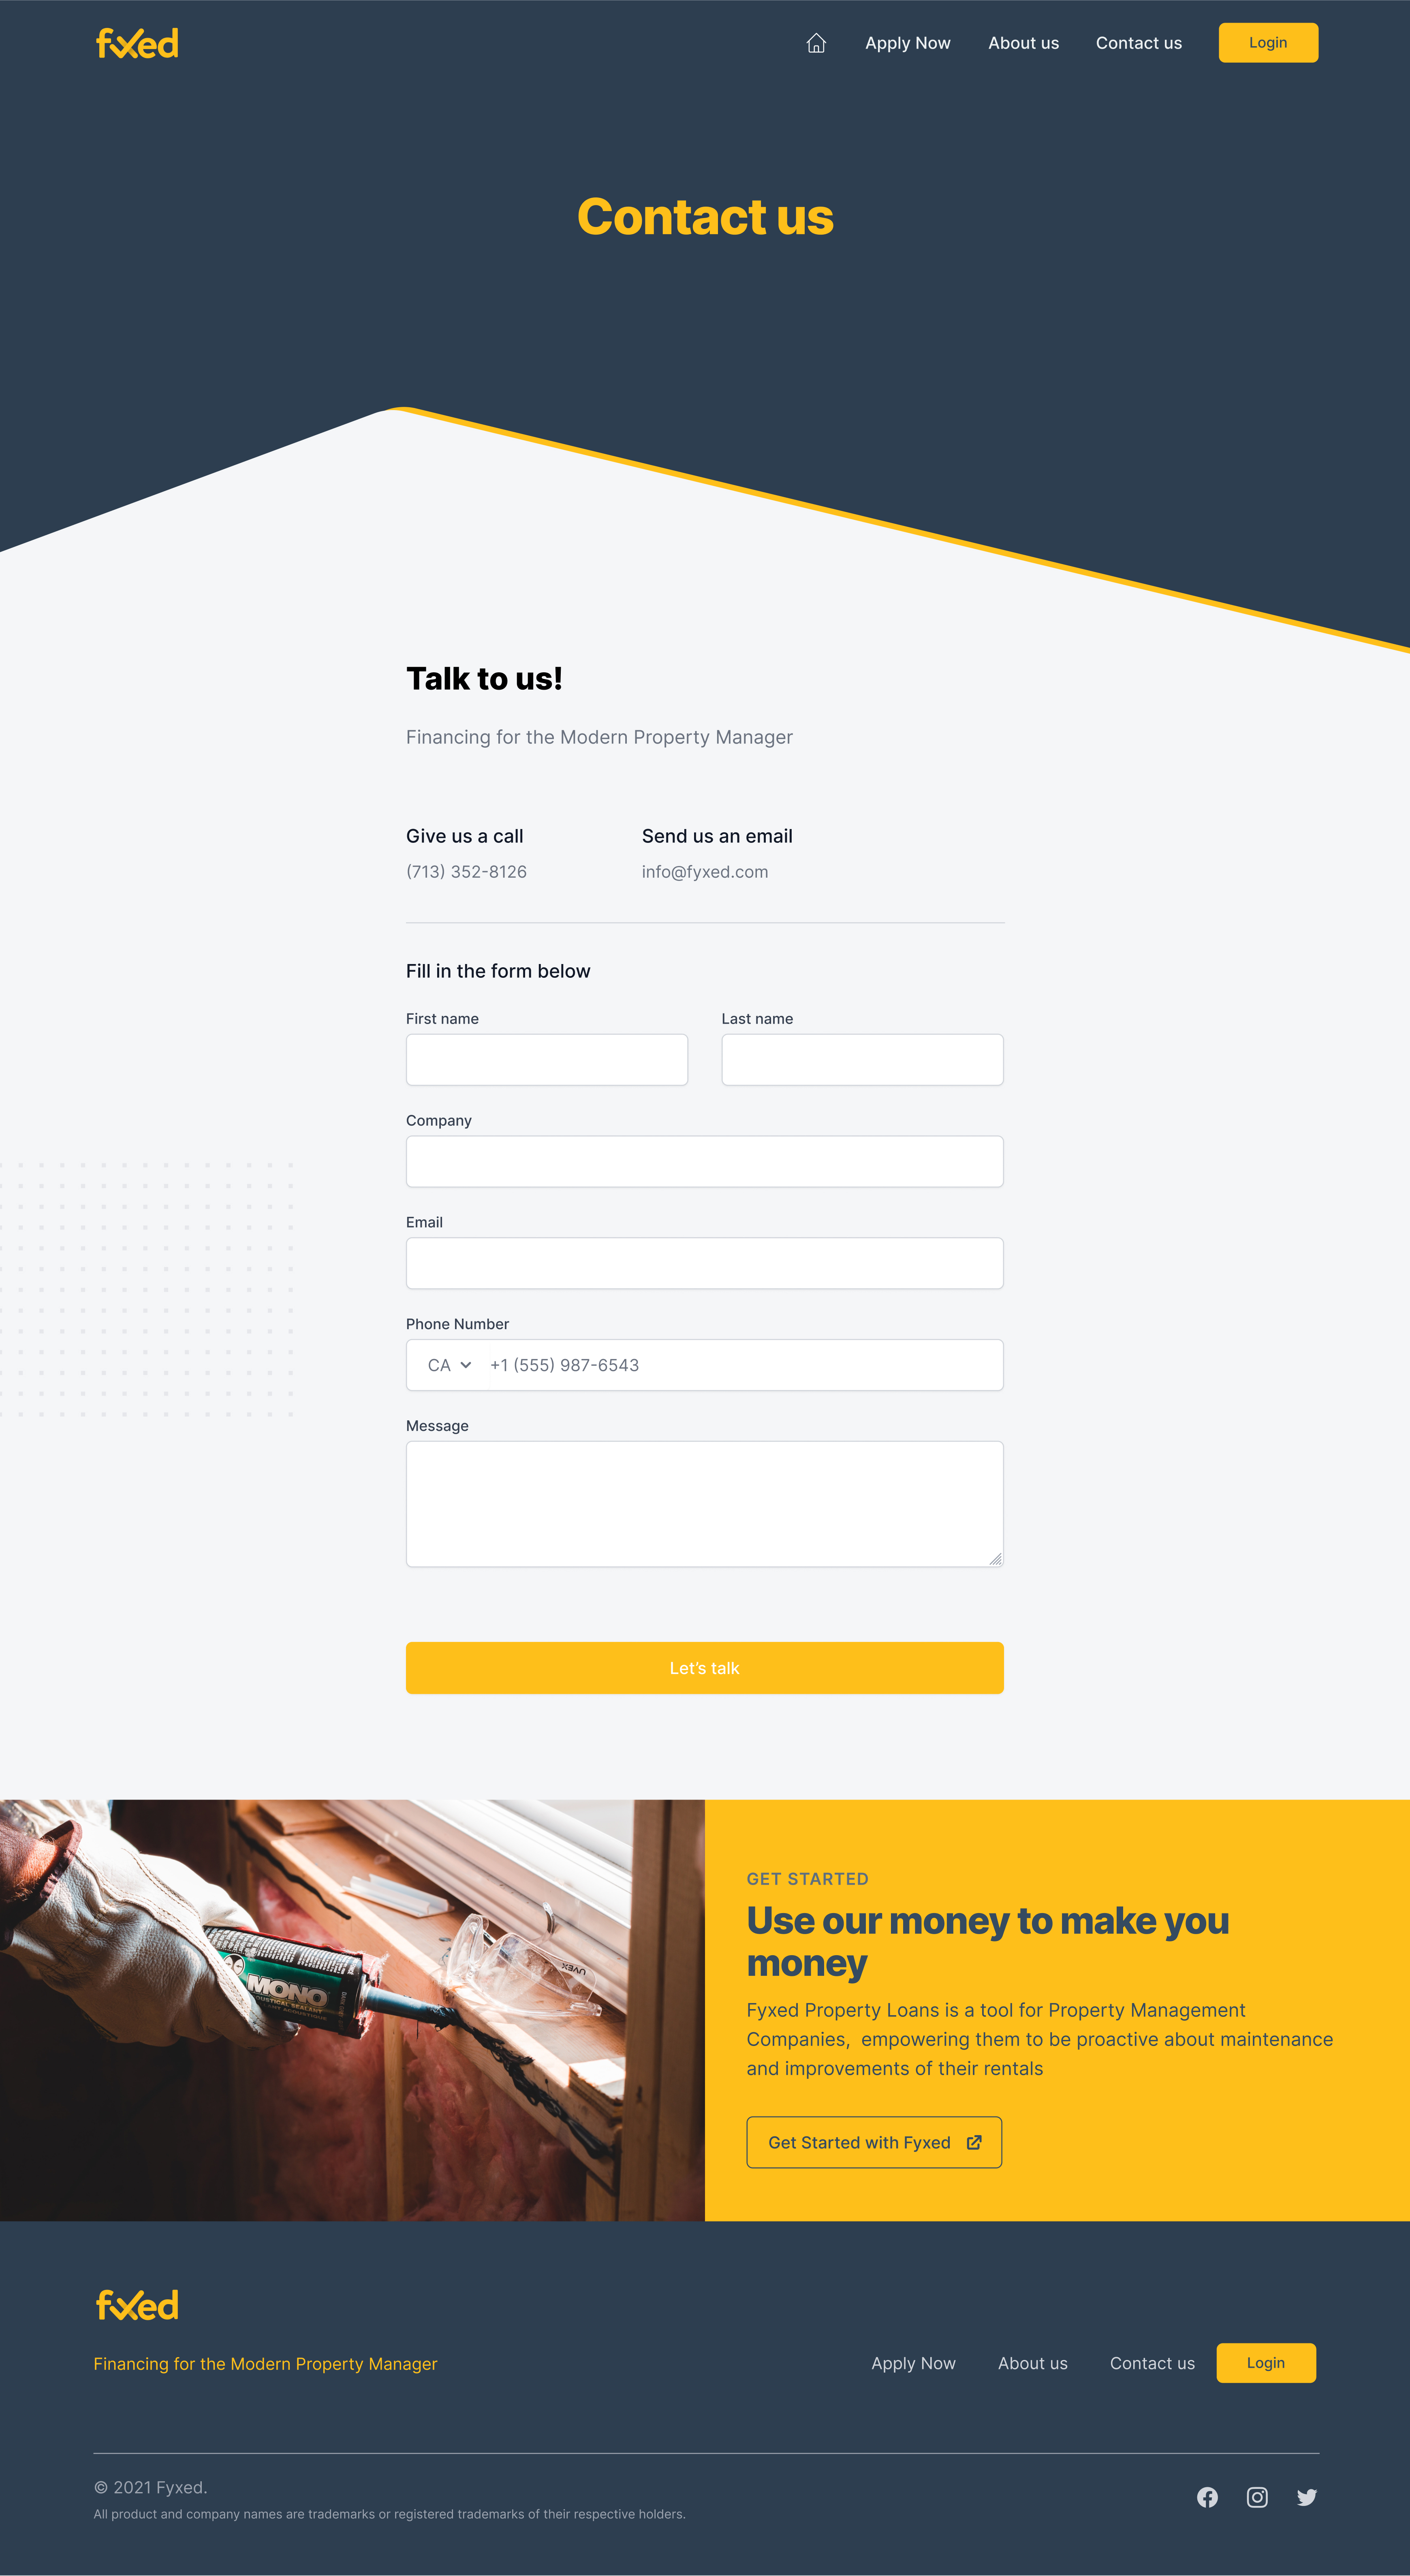 fyxed
Apply Now
About us
Contact us
Login
Contact us
Talk to us!
Financing for the Modern Property Manager
Give us a call
Send us an email
(713) 352-8126
info@fyxed.com
Fill in the form below
First name
Last name
Company
Email
Phone Number
CA
+1 (555) 987-6543
Message
Let's talk
MONO
ACOUSTICAL SEALANT
UVEX
GET STARTED
Use our money to make you
money
Fyxed Property Loans is a tool for Property Management
Companies,  empowering them to be proactive about maintenance
and improvements of their rentals
Get Started with Fyxed
fyxed
Financing for the Modern Property Manager
Apply Now
About us
Contact us
Login
© 2021 Fyxed.
All product and company names are trademarks or registered trademarks of their respective holders.